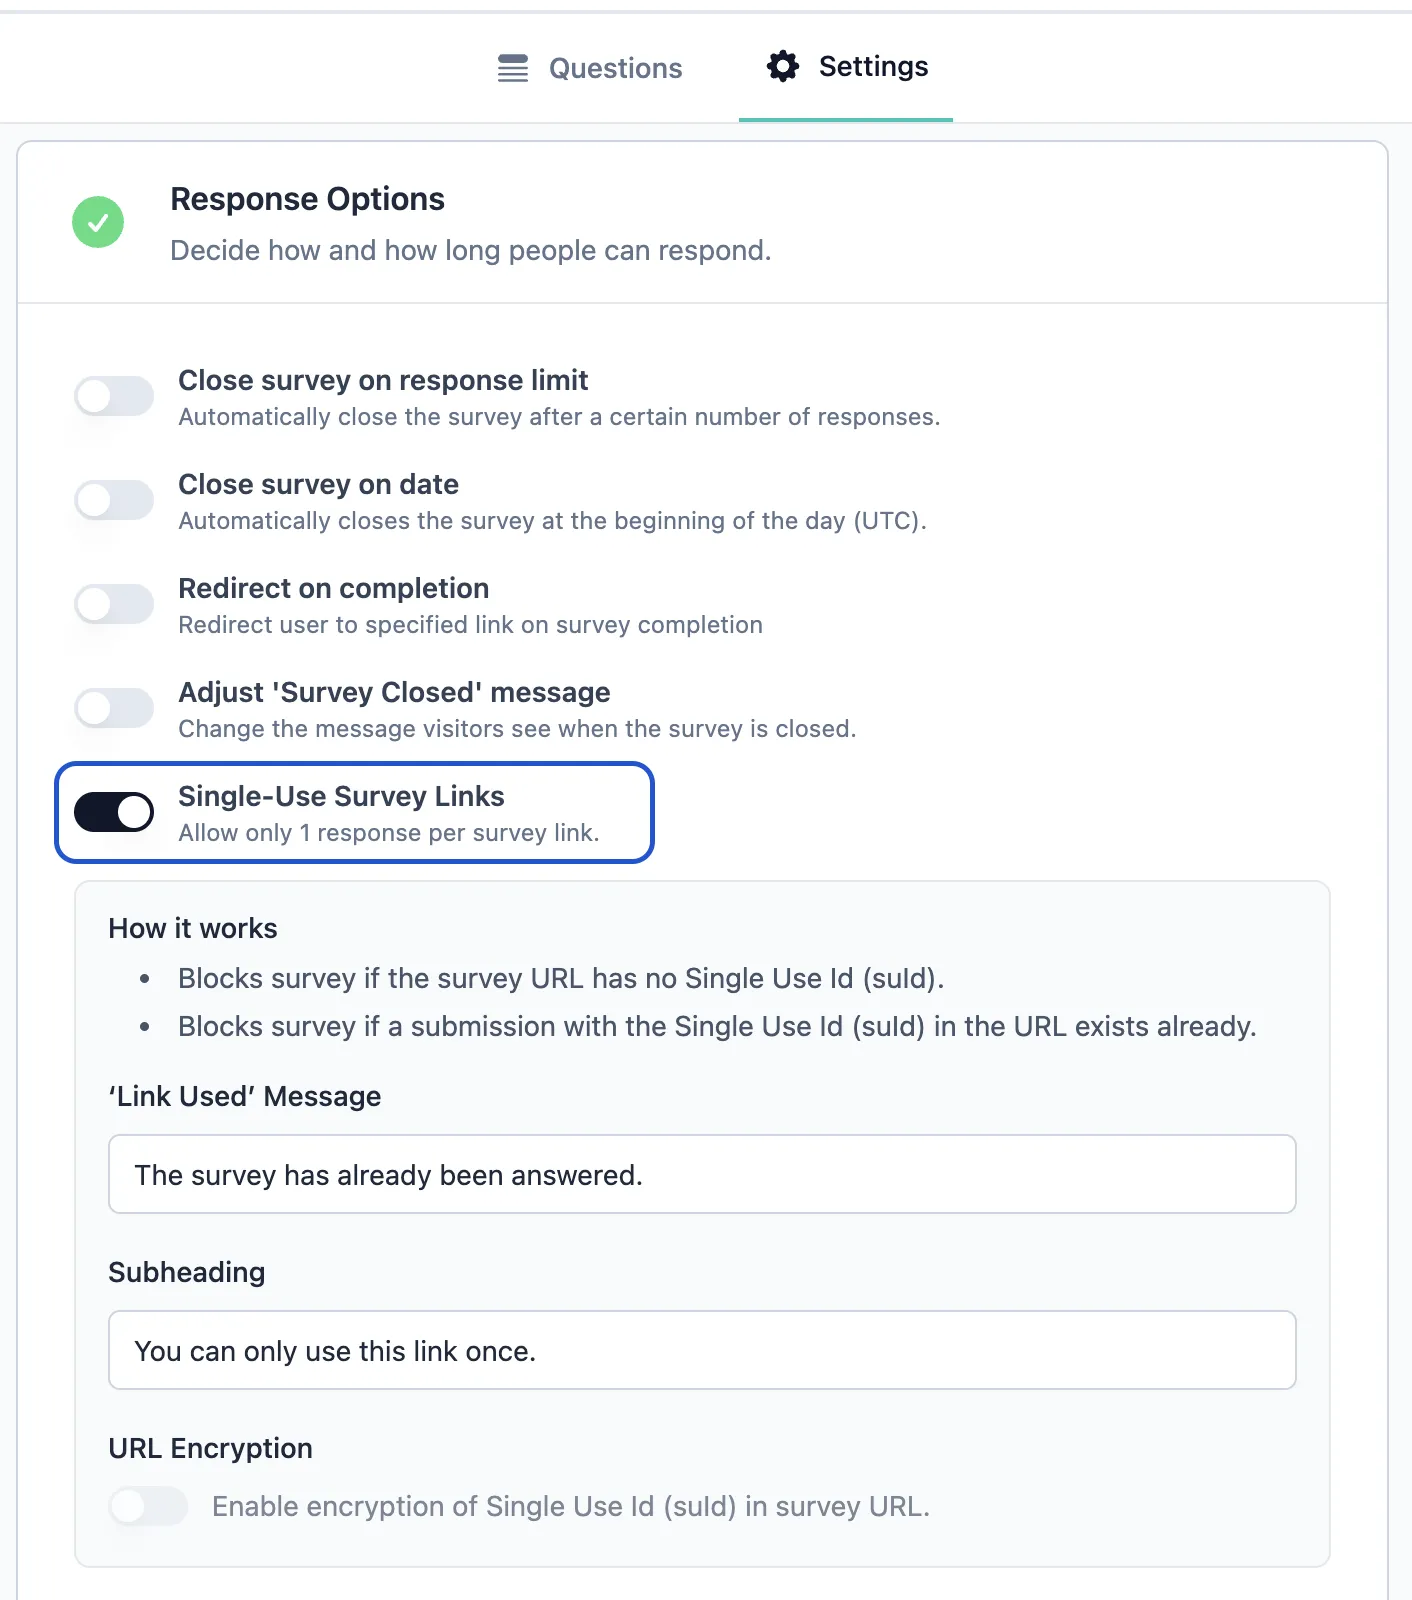 Questions
Settings
Response Options
Decide how and how long people can respond.
Close survey on response limit
Automatically close the survey after a certain number of responses.
Close survey on date
Automatically closes the survey at the beginning of the day (UTC).
Redirect on completion
Redirect user to specified link on survey completion
Adjust 'Survey Closed' message
Change the message visitors see when the survey is closed.
Single-Use Survey Links
Allow only 1 response per survey link.
How it works
• Blocks survey if the survey URL has no Single Use Id (suId).
• Blocks survey if a submission with the Single Use Id (suId) in the URL exists already.
‘Link Used’ Message
The survey has already been answered.
Subheading
You can only use this link once.
URL Encryption
Enable encryption of Single Use Id (suId) in survey URL.